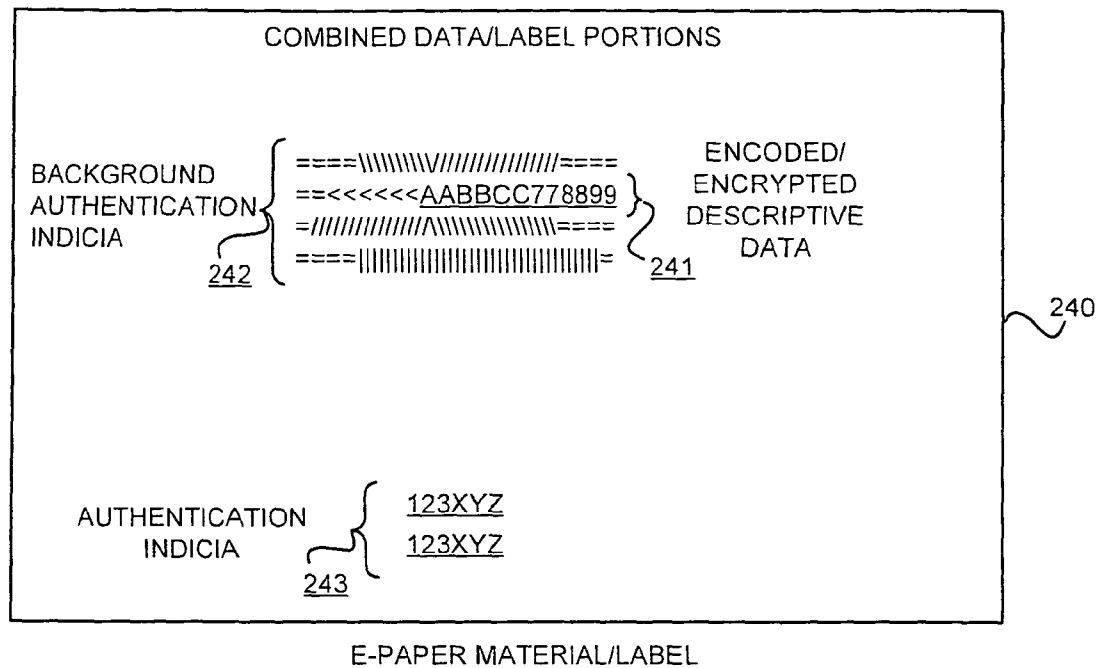 COMBINED DATA/LABEL PORTIONS
BACKGROUND
AUTHENTICATION
INDICIA
242
====\\\\\\\\\\/////////////////====
==<<<<<<AABBCC778899
=/////////////////\\\\\\\\\\\\\\\\\====
====||||||||||||||||||||||||||||||||=
ENCODED/
ENCRYPTED
DESCRIPTIVE
DATA
241
240
AUTHENTICATION
INDICIA
243
123XYZ
123XYZ
E-PAPER MATERIAL/LABEL